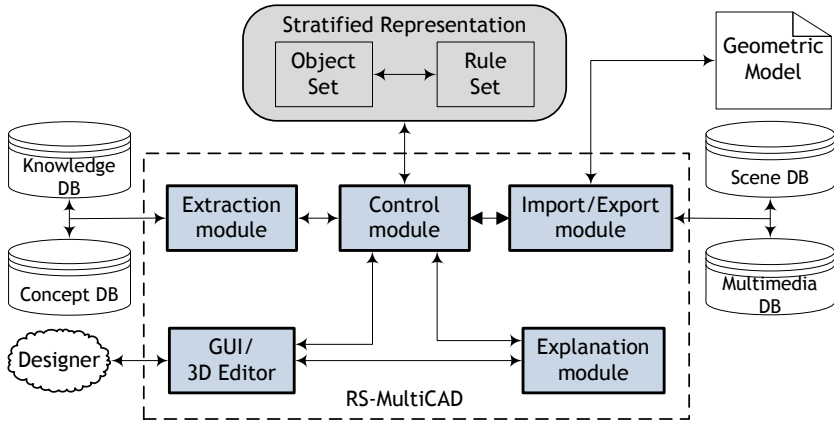 Stratified Representation
Object
Set
Rule
Set
Geometric
Model
Knowledge
DB
Scene DB
Extraction
module
Control
module
Import/Export
module
Concept DB
Multimedia
DB
Designer
GUI/
3D Editor
Explanation
module
RS-MultiCAD